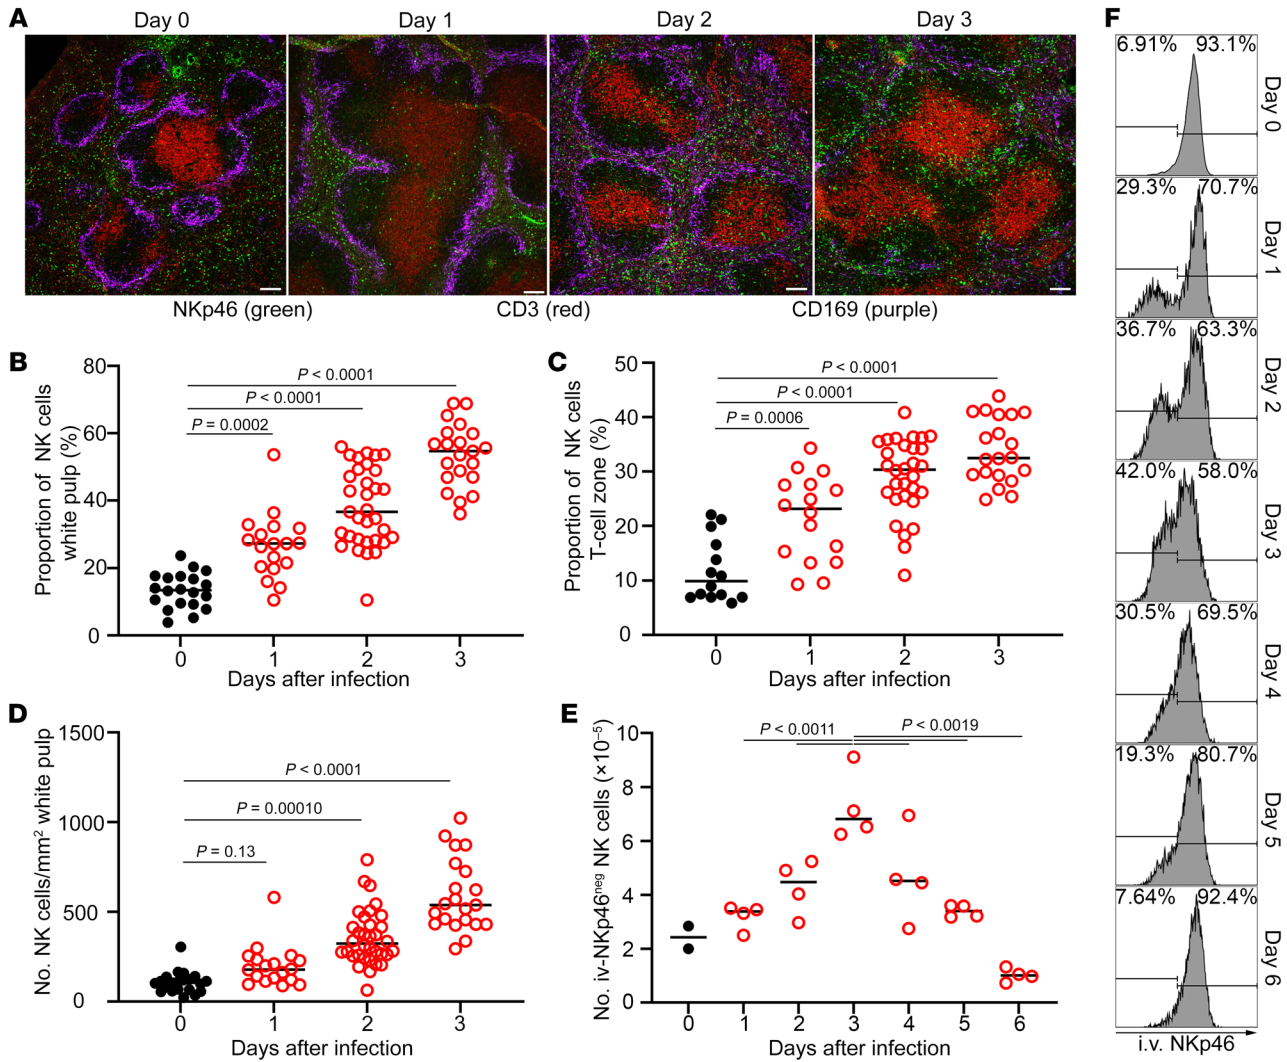 A
Day 0
Day 1
Day 2
Day 3
NKp46 (green)
CD3 (red)
CD169 (purple)
B
Proportion of NK cells
white pulp (%)
80
60
40
20
0
P < 0.0001
P < 0.0001
P = 0.0002
0
1
2
3
Days after infection
C
Proportion of NK cells
T-cell zone (%)
50
40
30
20
10
0
P < 0.0001
P < 0.0001
P = 0.0006
0
1
2
3
Days after infection
D
No. NK cells/mm² white pulp
1500
1000
500
0
P < 0.0001
P = 0.00010
P = 0.13
0
1
2
3
Days after infection
E
No. iv-NKp46ⁿᵉᵍ NK cells (×10⁻⁵)
10
8
6
4
2
0
P < 0.0011
P < 0.0019
0
1
2
3
4
5
6
Days after infection
F
6.91%
93.1%
Day 0
29.3%
70.7%
Day 1
36.7%
63.3%
Day 2
42.0%
58.0%
Day 3
30.5%
69.5%
Day 4
19.3%
80.7%
Day 5
7.64%
92.4%
Day 6
i.v. NKp46